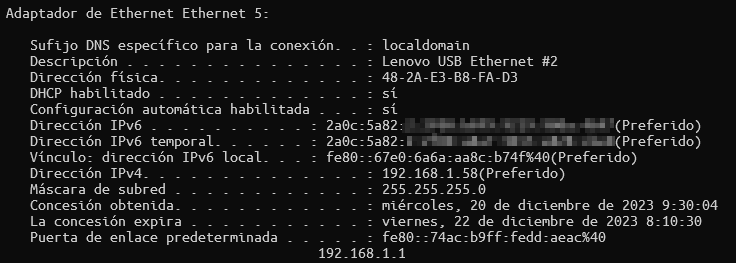 Adaptador de Ethernet Ethernet 5:
Sufijo DNS específico para la conexión. . : localdomain
Descripción . . . . . . . . . . . . . . . : Lenovo USB Ethernet #2
Dirección física. . . . . . . . . . . . . : 48-2A-E3-B8-FA-D3
DHCP habilitado . . . . . . . . . . . . . : sí
Configuración automática habilitada . . . : sí
Dirección IPv6 . . . . . . . . . . : 2a0c:5a82: (Preferido)
Dirección IPv6 temporal. . . . . . : 2a0c:5a82: (Preferido)
Vínculo: dirección IPv6 local. . . : fe80::67e0:6a6a:aa8c:b74f%40(Preferido)
Dirección IPv4. . . . . . . . . . . . . . : 192.168.1.58(Preferido)
Máscara de subred . . . . . . . . . . . . : 255.255.255.0
Concesión obtenida. . . . . . . . . . . . : miércoles, 20 de diciembre de 2023 9:30:04
La concesión expira . . . . . . . . . . . : viernes, 22 de diciembre de 2023 8:10:30
Puerta de enlace predeterminada . . . . . : fe80::74ac:b9ff:fedd:aeac%40
192.168.1.1